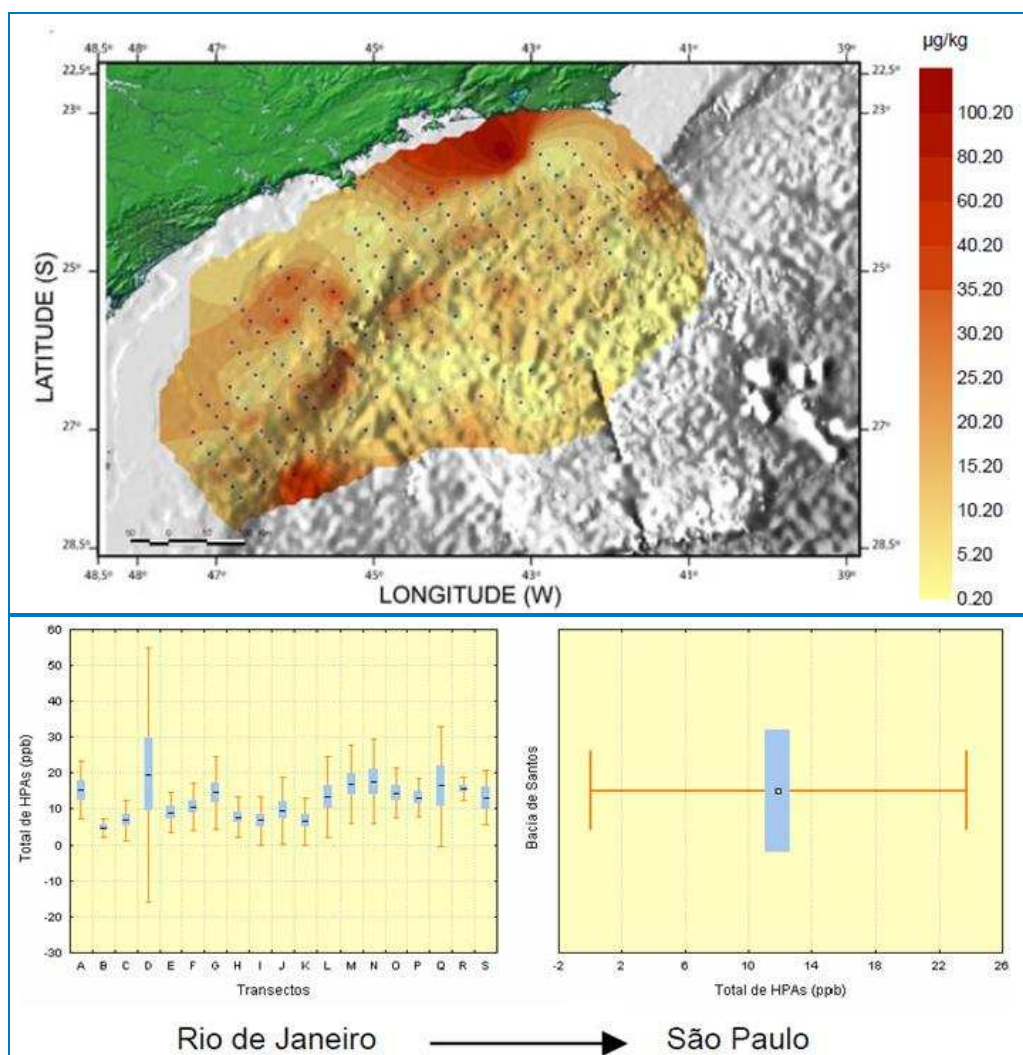 48,5° 47° 45° 43° 41° 39°
µg/kg
22.5°
23°
25°
27°
28.5°
LATITUDE (S)
22.5°
23°
25°
27°
28.5°
100.20
80.20
60.20
40.20
35.20
30.20
25.20
20.20
15.20
10.20
5.20
0.20
48,5° 47° 45° 43° 41° 39°
LONGITUDE (W)
Total de HPAs (ppb)
60
50
40
30
20
10
0
-10
-20
-30
A B C D E F G H I J K L M N O P Q R S
Transectos
Bacia de Santos
-2 2 6 10 14 18 22 26
Total de HPAs (ppb)
Rio de Janeiro São Paulo